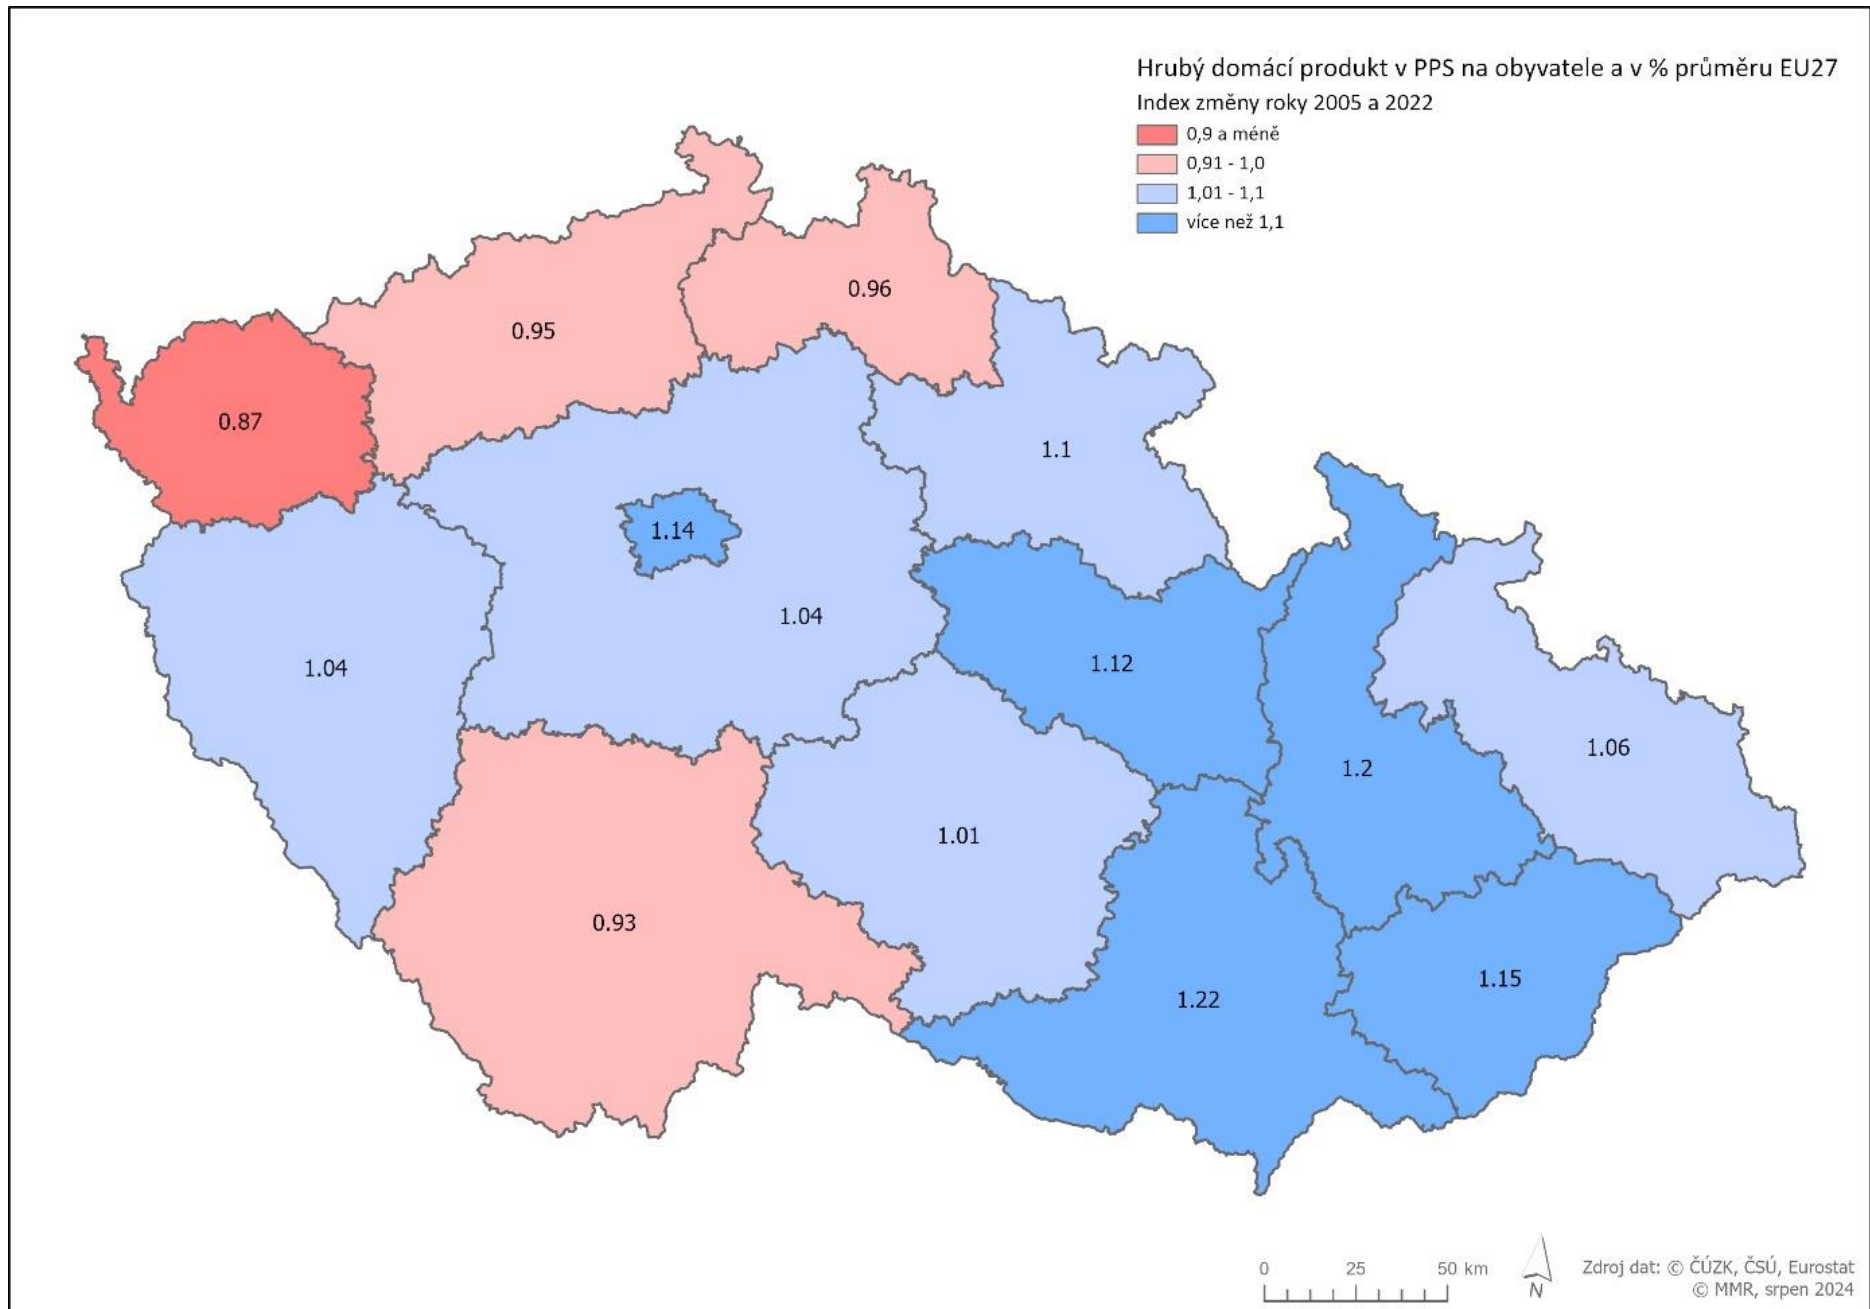 Hrubý domácí produkt v PPS na obyvatele a v % průměru EU27
Index změny roky 2005 a 2022
0,9 a méně
0,91 - 1,0
1,01 - 1,1
více než 1,1
0.96
0.95
0.87
1.1
1.14
1.04
1.12
1.04
1.06
1.2
1.01
0.93
1.15
1.22
0 25 50 km
N
Zdroj dat: © ČÚZK, ČSÚ, Eurostat
© MMR, srpen 2024